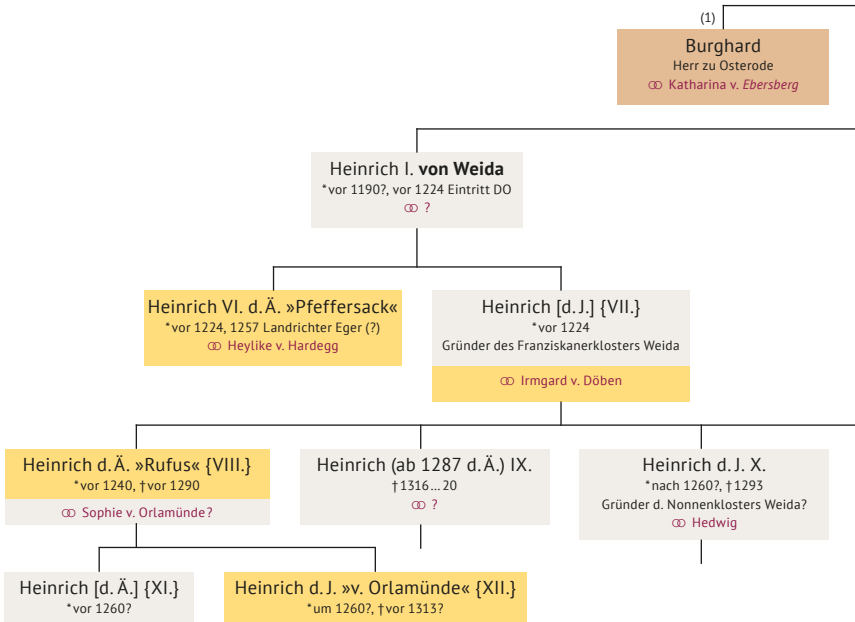 (1)
Burghard
Herr zu Osterode
⚭ Katharina v. Ebersberg
Heinrich I. von Weida
*vor 1190?, vor 1224 Eintritt DO
⚭ ?
Heinrich VI. d.Ä. »Pfeffersack«
*vor 1224, 1257 Landrichter Eger (?)
⚭ Heylike v. Hardegg
Heinrich [d.J.] {VII.}
*vor 1224
Gründer des Franziskanerklosters Weida
⚭ Irmgard v. Döben
Heinrich d.Ä. »Rufus« {VIII.}
*vor 1240, †vor 1290
⚭ Sophie v. Orlamünde?
Heinrich (ab 1287 d.Ä.) IX.
†1316...20
⚭ ?
Heinrich d.J. X.
*nach 1260?, †1293
Gründer d. Nonnenklosters Weida?
⚭ Hedwig
Heinrich [d.Ä.] {XI.}
*vor 1260?
Heinrich d.J. »v. Orlamünde« {XII.}
*um 1260?, †vor 1313?